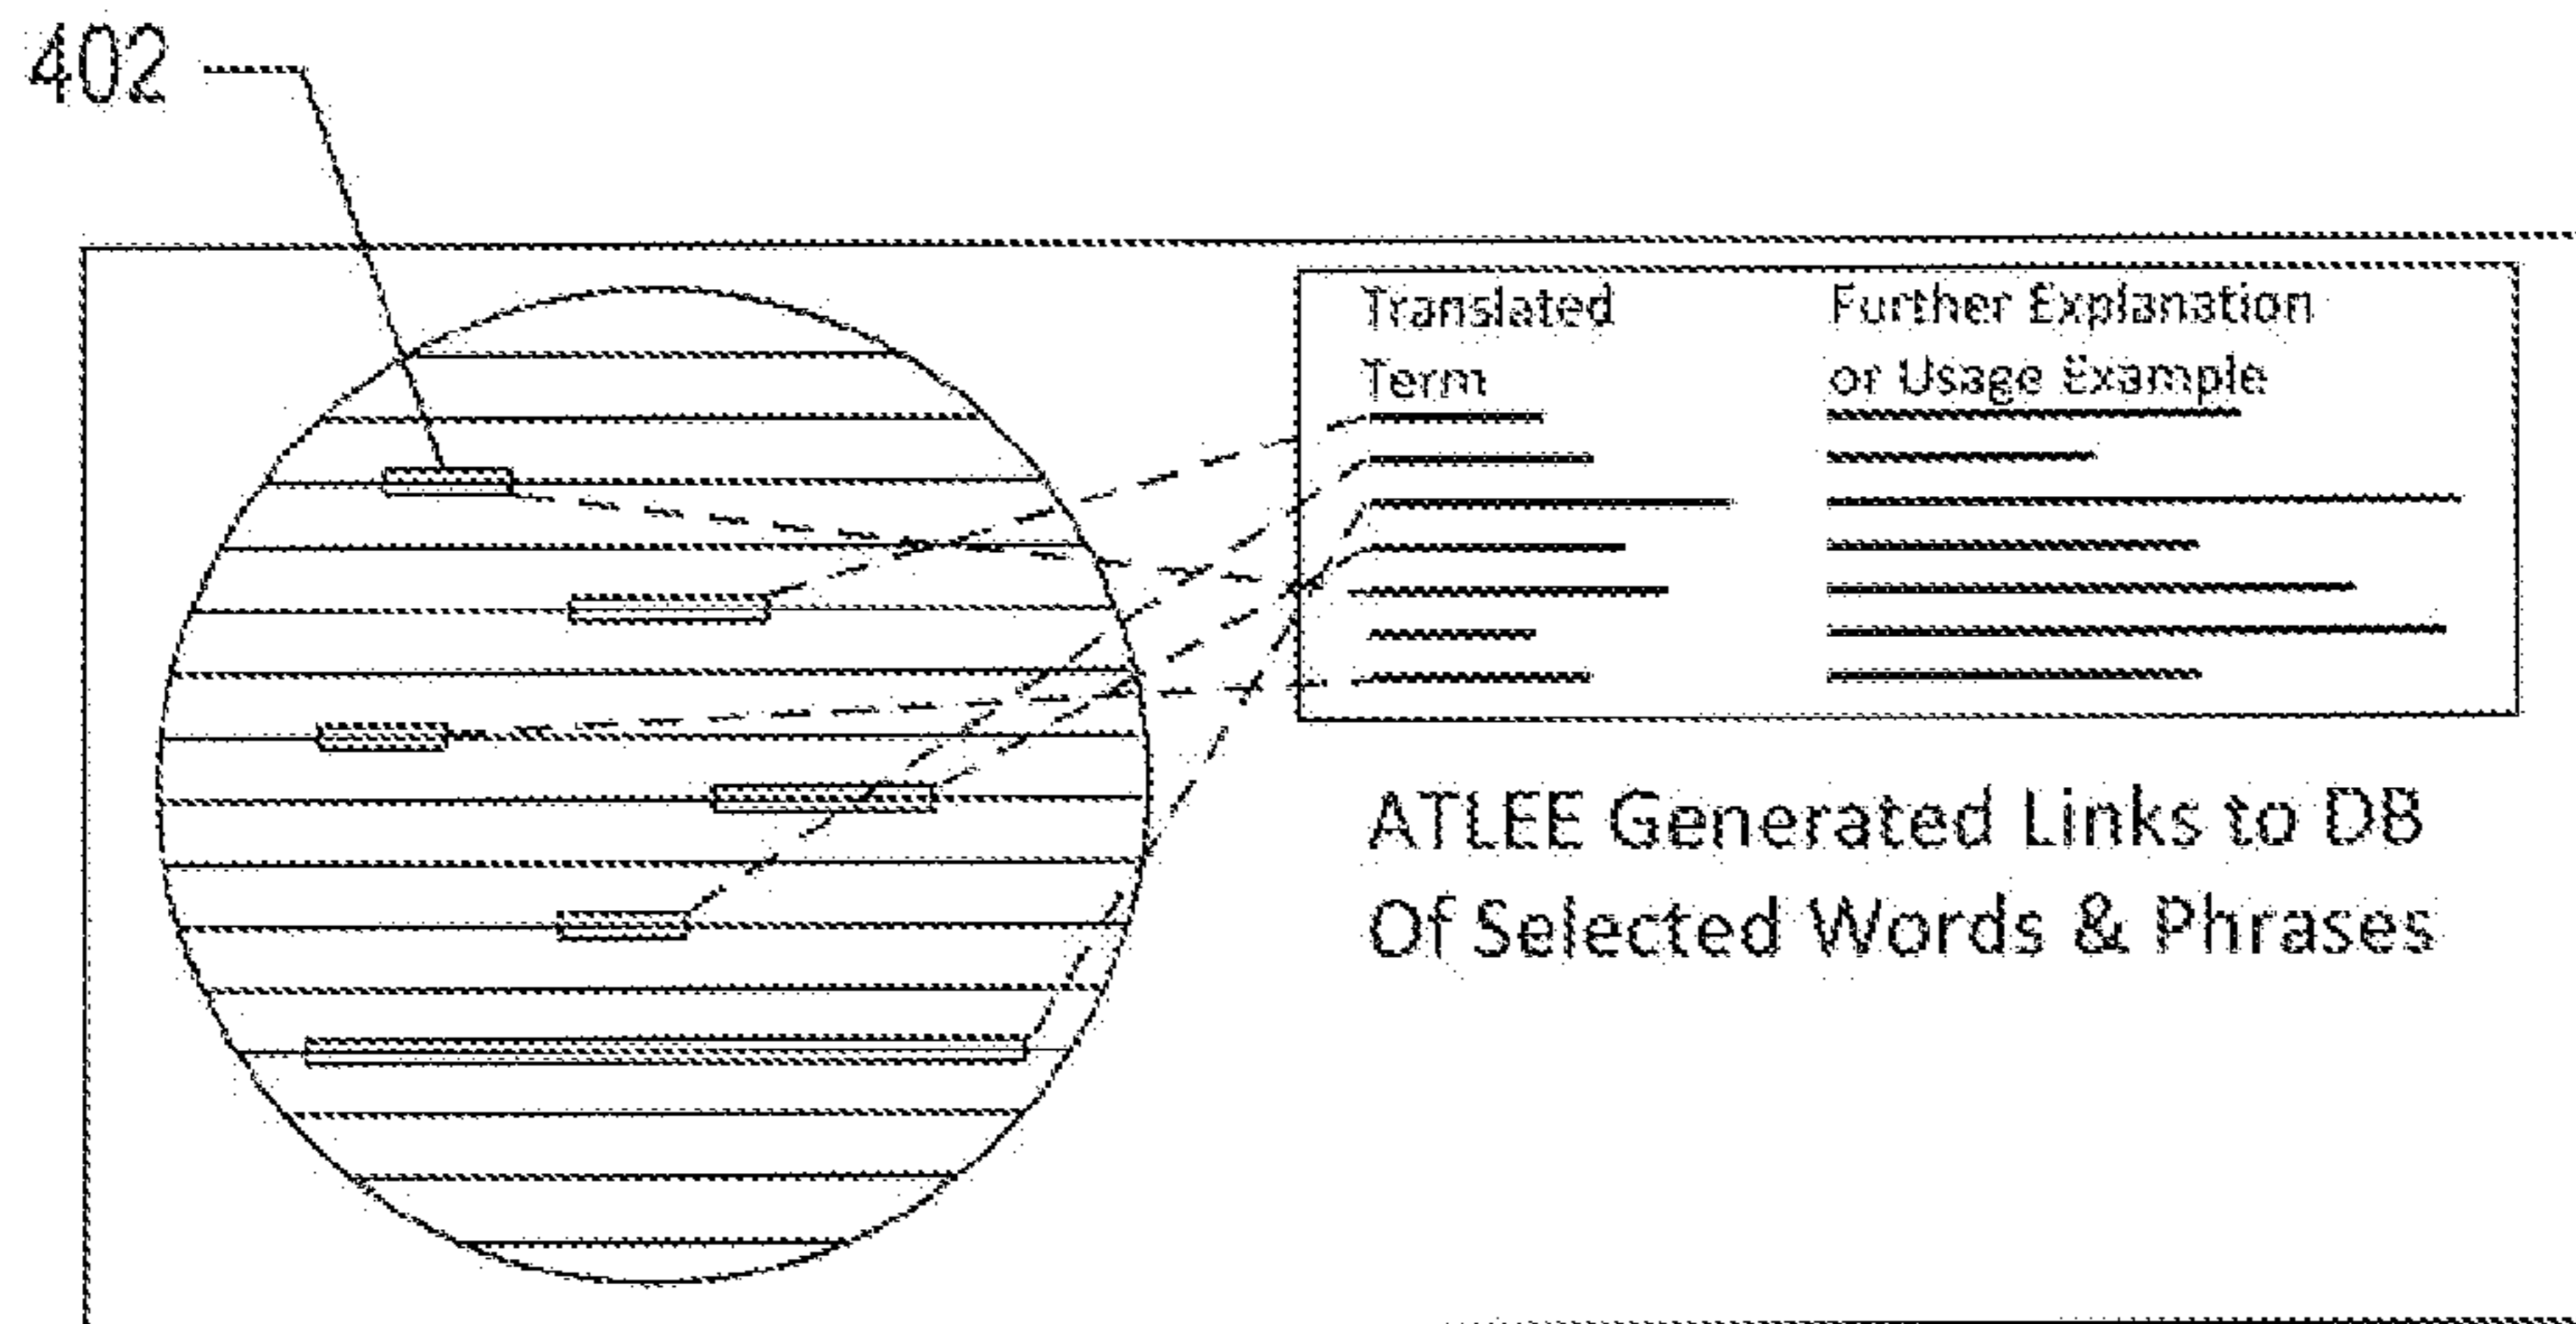 402
Translated
Term
Further Explanation
or Usage Example
ATLEE Generated Links to DB
Of Selected Words & Phrases